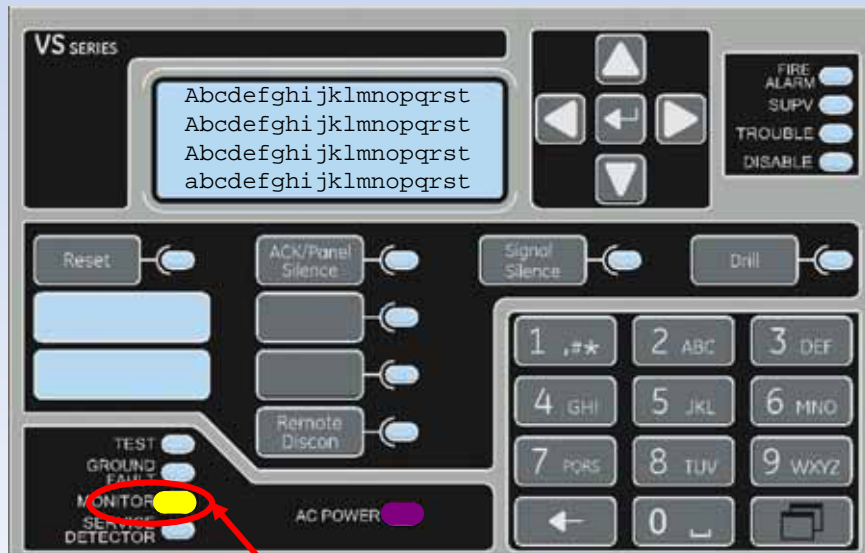 VS SERIES
Abcdefghijklmnopqrst
Abcdefghijklmnopqrst
Abcdefghijklmnopqrst
abcdefghijklmnopqrst
FIRE
ALARM
SUPV
TROUBLE
DISABLE
Reset
ACK/Panel
Silence
Signal
Silence
Drill
Remote
Discon
1 ,#*
2 ABC
3 DEF
4 GHI
5 JKL
6 MNO
7 PQRS
8 TUV
9 WXYZ
0
TEST
GROUND
FAULT
MONITOR
SERVICE
DETECTOR
AC POWER